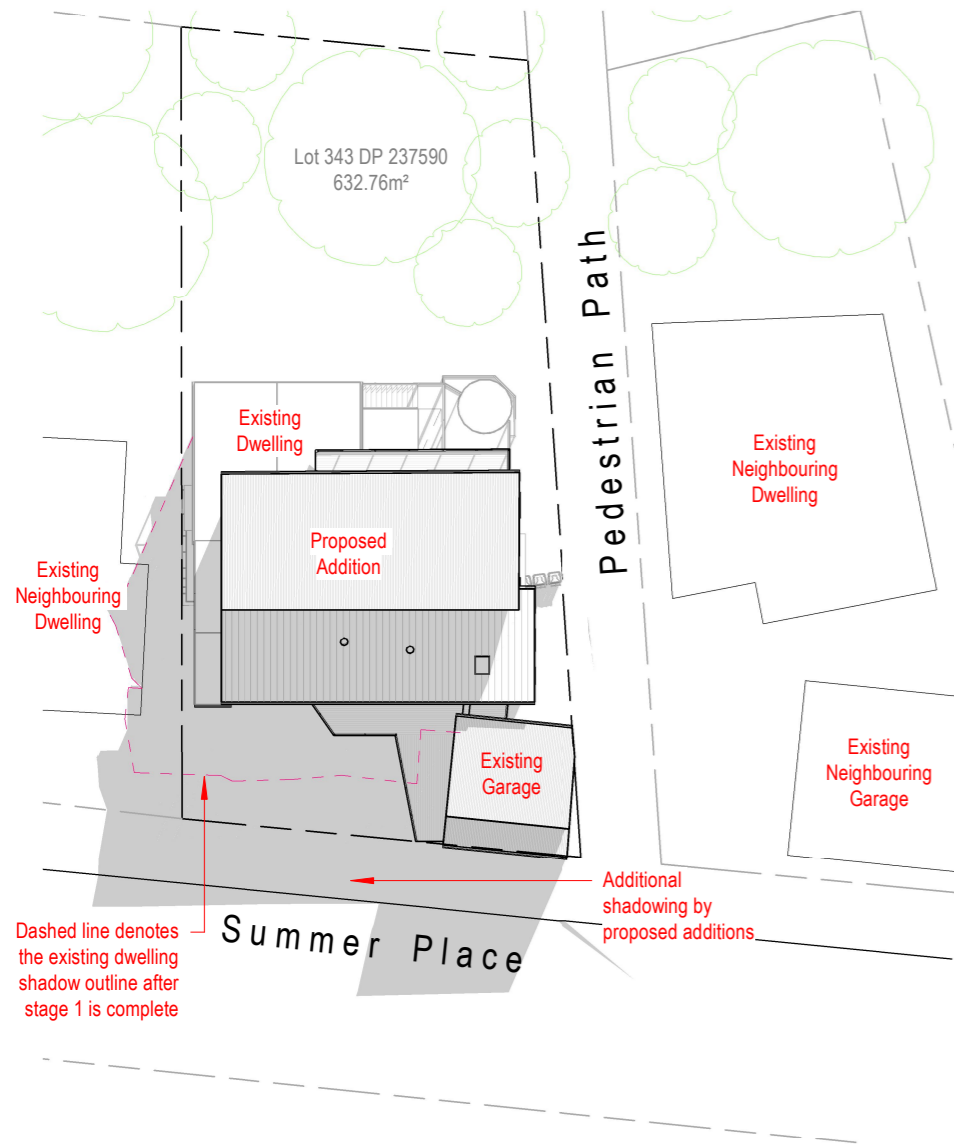 Lot 343 DP 237590
632.76m²
Pedestrian Path
Existing
Dwelling
Existing
Neighbouring
Dwelling
Proposed
Addition
Existing
Neighbouring
Dwelling
Existing
Garage
Existing
Neighbouring
Garage
Additional
shadowing by
proposed additions
Summer Place
Dashed line denotes
the existing dwelling
shadow outline after
stage 1 is complete